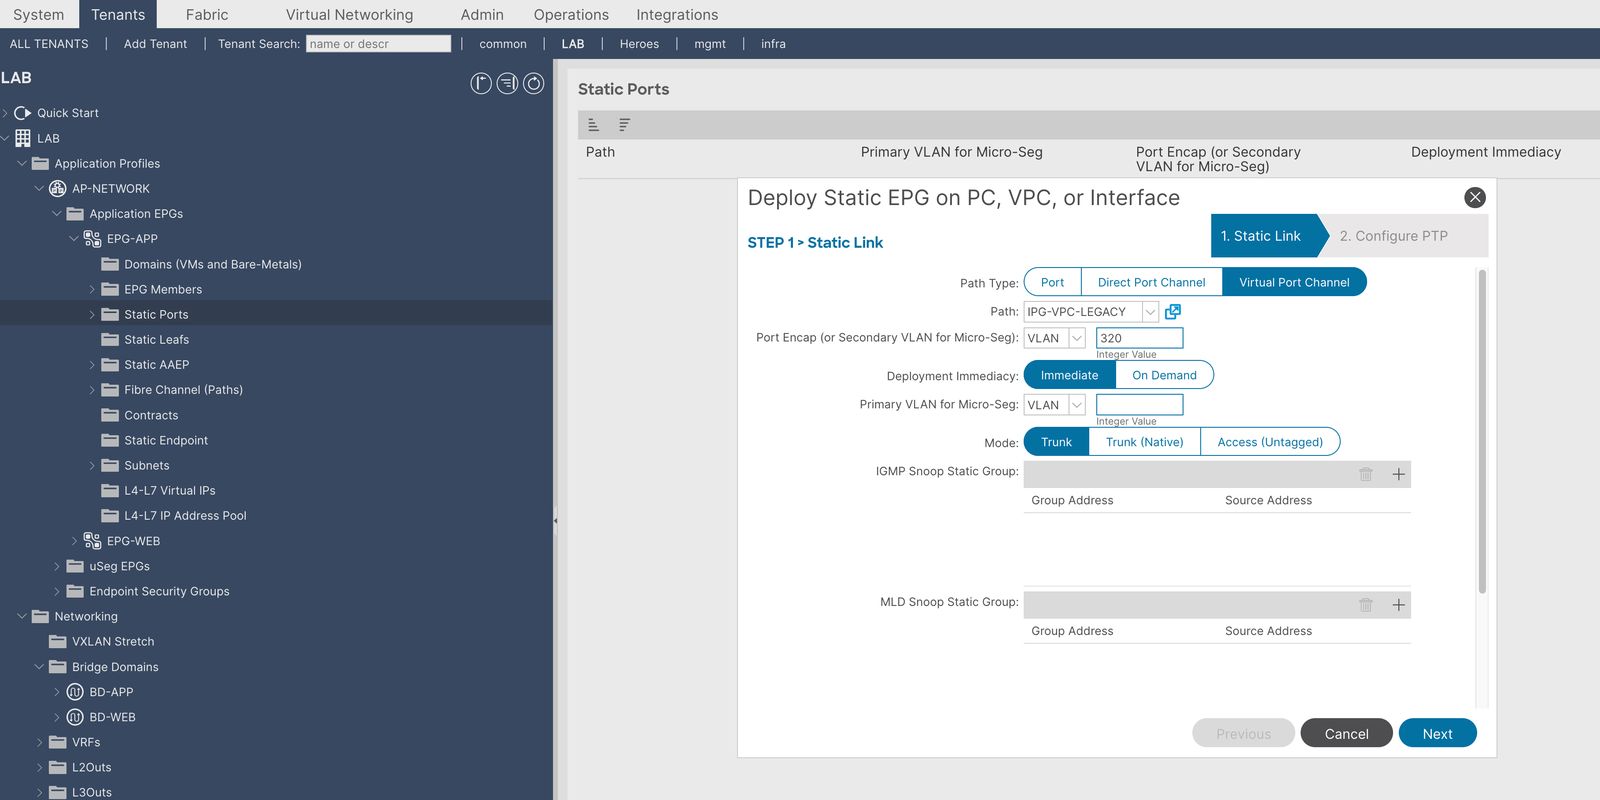 System Tenants Fabric Virtual Networking Admin Operations Integrations
ALL TENANTS | Add Tenant | Tenant Search: name or descr | common | LAB | Heroes | mgmt | infra
LAB
Quick Start
LAB
Application Profiles
AP-NETWORK
Application EPGs
EPG-APP
Domains (VMs and Bare-Metals)
EPG Members
Static Ports
Static Leafs
Static AAEP
Fibre Channel (Paths)
Contracts
Static Endpoint
Subnets
L4-L7 Virtual IPs
L4-L7 IP Address Pool
EPG-WEB
uSeg EPGs
Endpoint Security Groups
Networking
VXLAN Stretch
Bridge Domains
BD-APP
BD-WEB
VRFs
L2Outs
L3Outs
Static Ports
Path Primary VLAN for Micro-Seg Port Encap (or Secondary Deployment Immediacy
VLAN for Micro-Seg)
Deploy Static EPG on PC, VPC, or Interface
STEP 1 > Static Link
1. Static Link 2. Configure PTP
Path Type: Port Direct Port Channel Virtual Port Channel
Path: IPG-VPC-LEGACY
Port Encap (or Secondary VLAN for Micro-Seg): VLAN 320
Integer Value
Deployment Immediacy: Immediate On Demand
Primary VLAN for Micro-Seg: VLAN
Integer Value
Mode: Trunk Trunk (Native) Access (Untagged)
IGMP Snoop Static Group:
Group Address Source Address
MLD Snoop Static Group:
Group Address Source Address
Previous Cancel Next